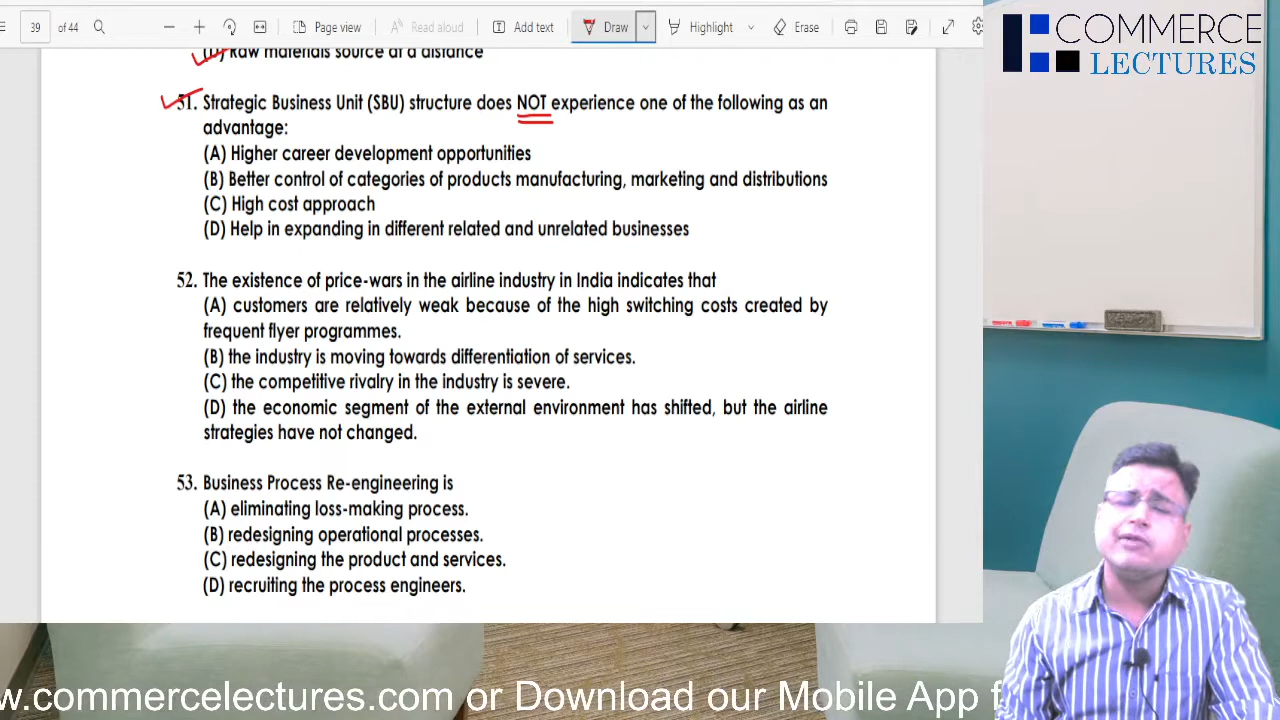 39 of 44
Page view
Read aloud
Add text
Draw
Highlight
Erase
COMMERCE
LECTURES
(D) Raw materials source at a distance
51. Strategic Business Unit (SBU) structure does NOT experience one of the following as an
advantage:
(A) Higher career development opportunities
(B) Better control of categories of products manufacturing, marketing and distributions
(C) High cost approach
(D) Help in expanding in different related and unrelated businesses
52. The existence of price-wars in the airline industry in India indicates that
(A) customers are relatively weak because of the high switching costs created by
frequent flyer programmes.
(B) the industry is moving towards differentiation of services.
(C) the competitive rivalry in the industry is severe.
(D) the economic segment of the external environment has shifted, but the airline
strategies have not changed.
53. Business Process Re-engineering is
(A) eliminating loss-making process.
(B) redesigning operational processes.
(C) redesigning the product and services.
(D) recruiting the process engineers.
w.commercelectures.com or Download our Mobile App f